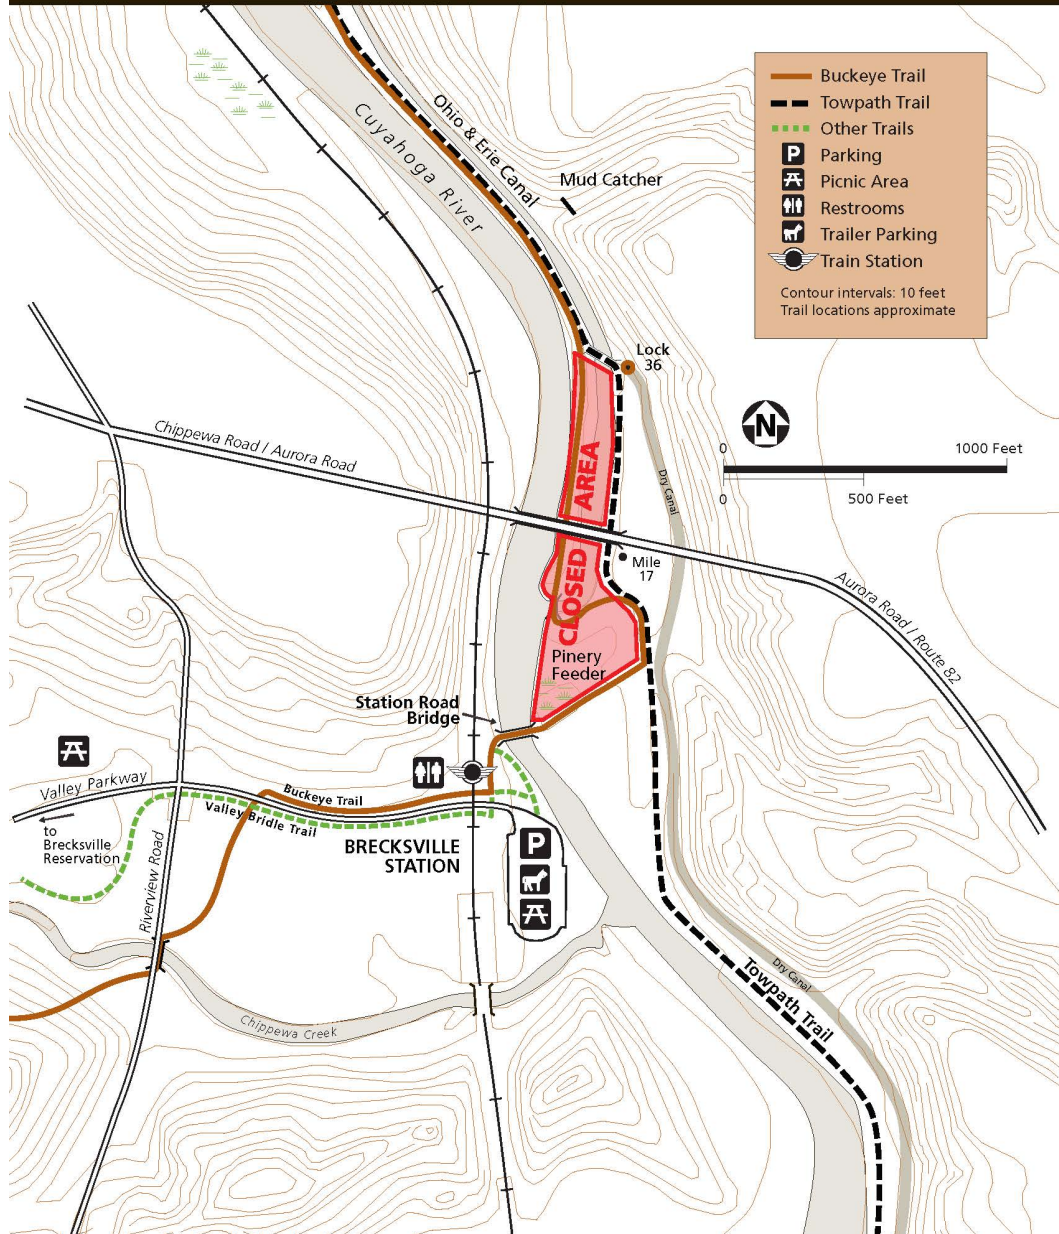 Buckeye Trail
Towpath Trail
Other Trails
P
Parking
Picnic Area
Restrooms
Trailer Parking
Train Station
Contour intervals: 10 feet
Trail locations approximate
Cuyahoga River
Ohio & Erie Canal
Mud Catcher
Lock
36
N
0
1000 Feet
0
500 Feet
Chippewa Road / Aurora Road
CLOSED AREA
Dry Canal
Mile
17
Aurora Road / Route 82
Pinery
Feeder
Station Road
Bridge
Valley Parkway
to
Brecksville
Reservation
Buckeye Trail
Valley Bridle Trail
BRECKSVILLE
STATION
P
Riverview Road
Chippewa Creek
Dry Canal
Towpath Trail